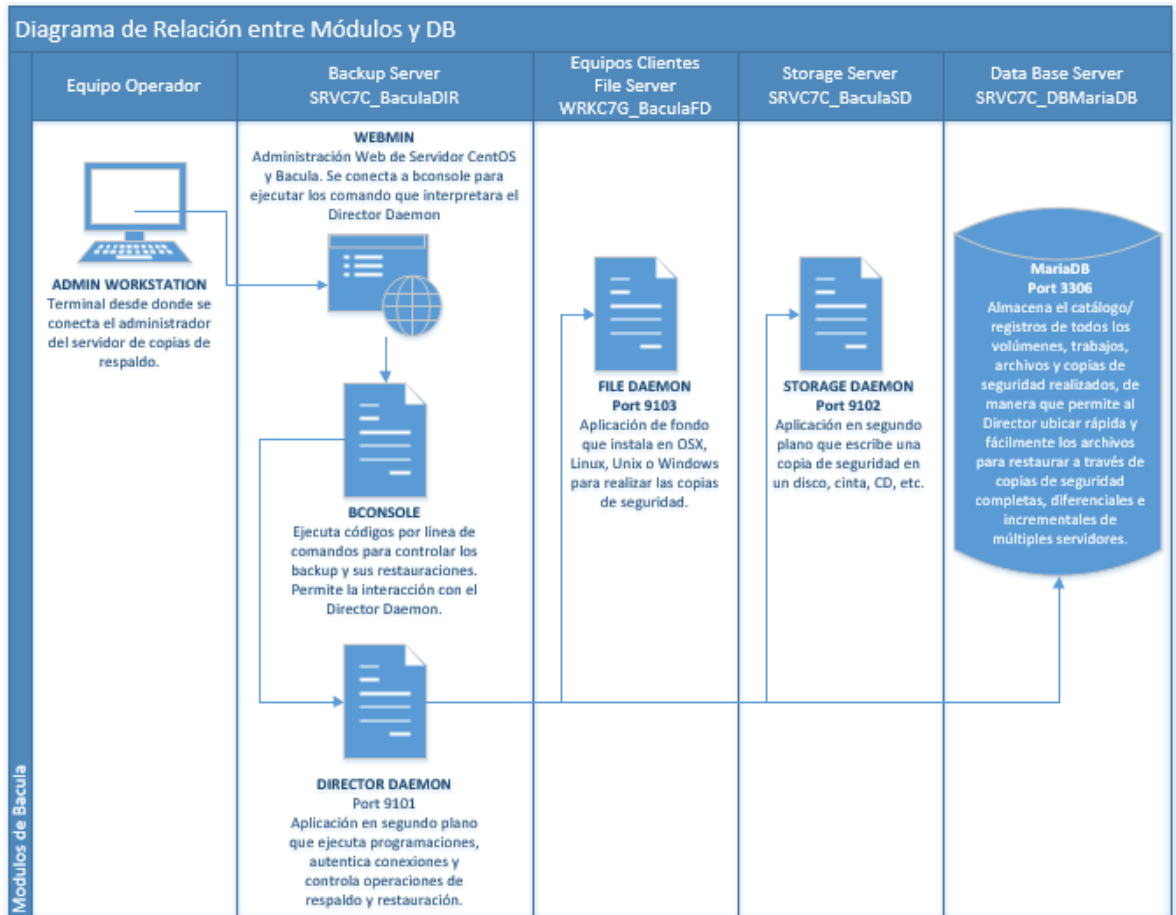 Diagrama de Relación entre Módulos y DB
Modulos de Bacula
Equipo Operador
Backup Server
SRVC7C_BaculaDIR
Equipos Clientes
File Server
WRKC7G_BaculaFD
Storage Server
SRVC7C_BaculaSD
Data Base Server
SRVC7C_DBMariaDB
ADMIN WORKSTATION
Terminal desde donde se
conecta el administrador
del servidor de copias de
respaldo.
WEBMIN
Administración Web de Servidor CentOS
y Bacula. Se conecta a bconsole para
ejecutar los comando que interpretara el
Director Daemon
BCONSOLE
Ejecuta códigos por línea de
comandos para controlar los
backup y sus restauraciones.
Permite la interacción con el
Director Daemon.
DIRECTOR DAEMON
Port 9101
Aplicación en segundo plano
que ejecuta programaciones,
autentica conexiones y
controla operaciones de
respaldo y restauración.
FILE DAEMON
Port 9103
Aplicación de fondo
que instala en OSX,
Linux, Unix o Windows
para realizar las copias
de seguridad.
STORAGE DAEMON
Port 9102
Aplicación en segundo
plano que escribe una
copia de seguridad en
un disco, cinta, CD, etc.
MariaDB
Port 3306
Almacena el catálogo/
registros de todos los
volúmenes, trabajos,
archivos y copias de
seguridad realizados, de
manera que permite al
Director ubicar rápida y
fácilmente los archivos
para restaurar a través de
copias de seguridad
completas, diferenciales e
incrementales de
múltiples servidores.